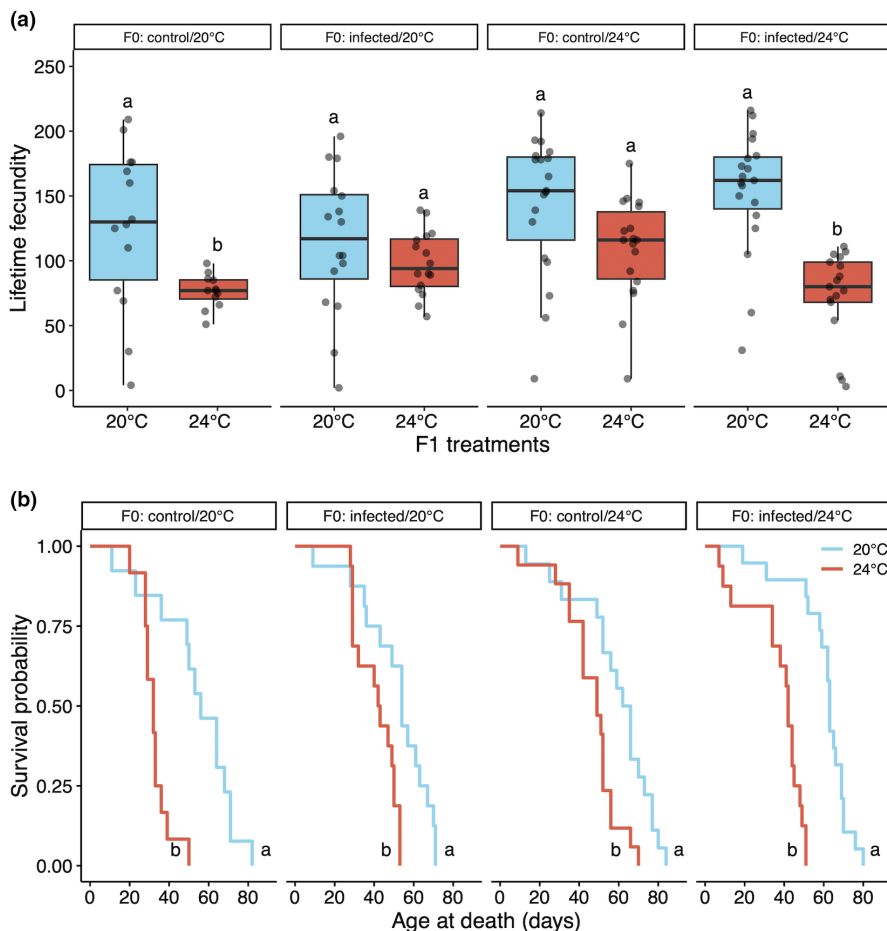 (a)
F0: control/20°C F0: infected/20°C F0: control/24°C F0: infected/24°C
Lifetime fecundity
250
200
150
100
50
0
a b a a a a a b
20°C 24°C 20°C 24°C 20°C 24°C 20°C 24°C
F1 treatments
(b)
F0: control/20°C F0: infected/20°C F0: control/24°C F0: infected/24°C
Survival probability
1.00
0.75
0.50
0.25
0.00
20°C
24°C
b a b a b a b a
0 20 40 60 80 0 20 40 60 80 0 20 40 60 80 0 20 40 60 80
Age at death (days)